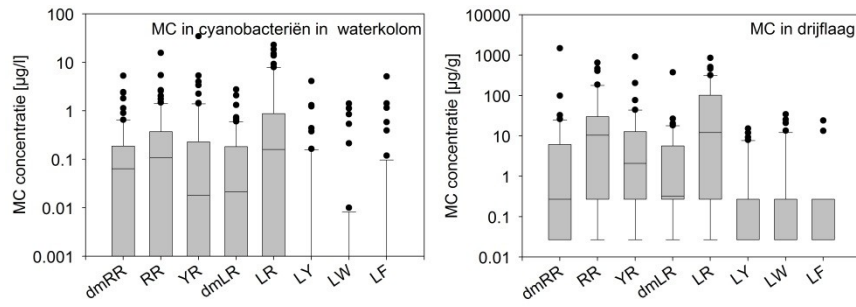 MC in cyanobacteriën in waterkolom
MC concentratie [µg/l]
100
10
1
0.1
0.01
0.001
dmRR RR YR dmLR LR LY LW LF
MC in drijflaag
MC concentratie [µg/g]
10000
1000
100
10
1
0.1
0.01
dmRR RR YR dmLR LR LY LW LF